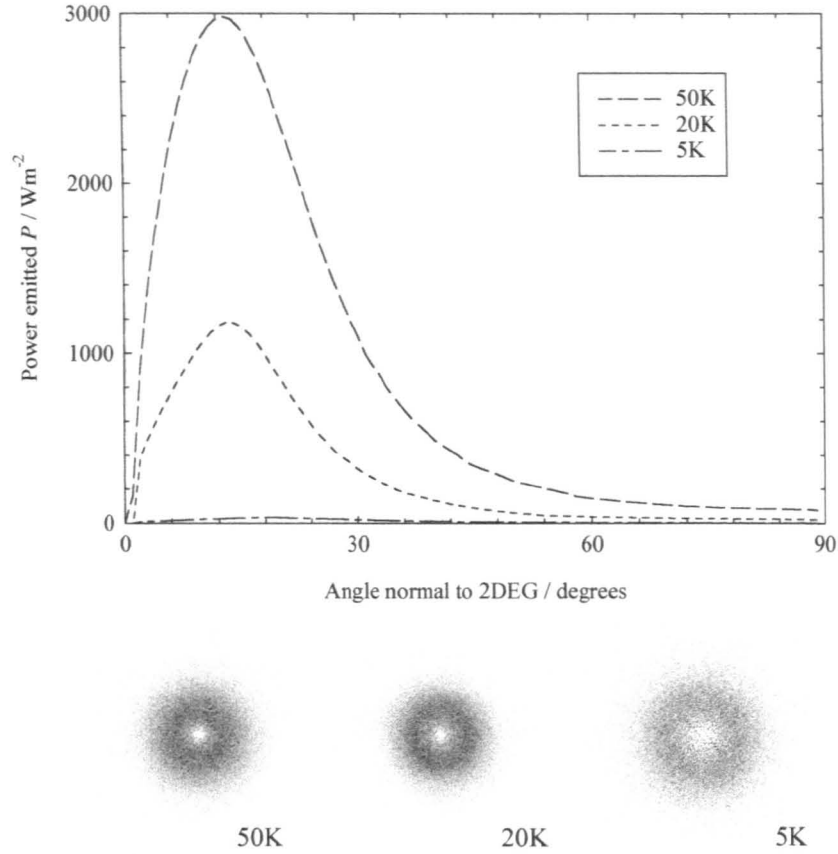 3000
50K
20K
5K
2000
Power emitted P / Wm⁻²
1000
0
0
30
60
90
Angle normal to 2DEG / degrees
50K
20K
5K